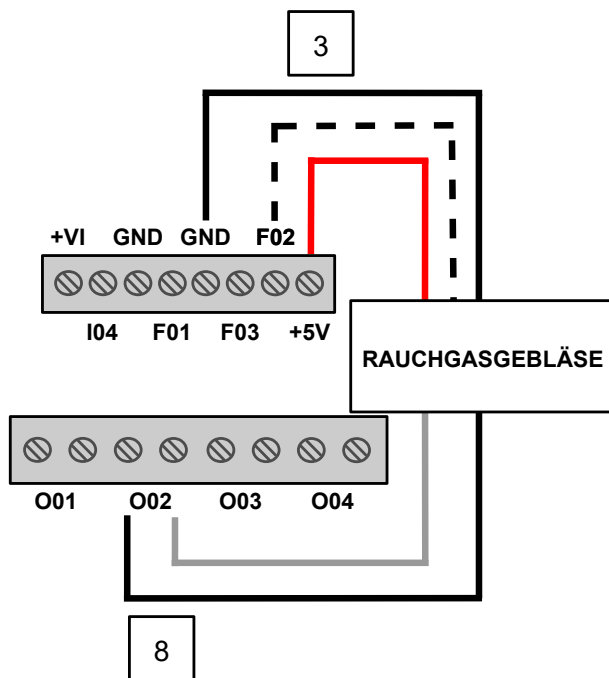 3
+VI GND GND F02
I04 F01 F03 +5V
RAUCHGASGEBLÄSE
O01 O02 O03 O04
8